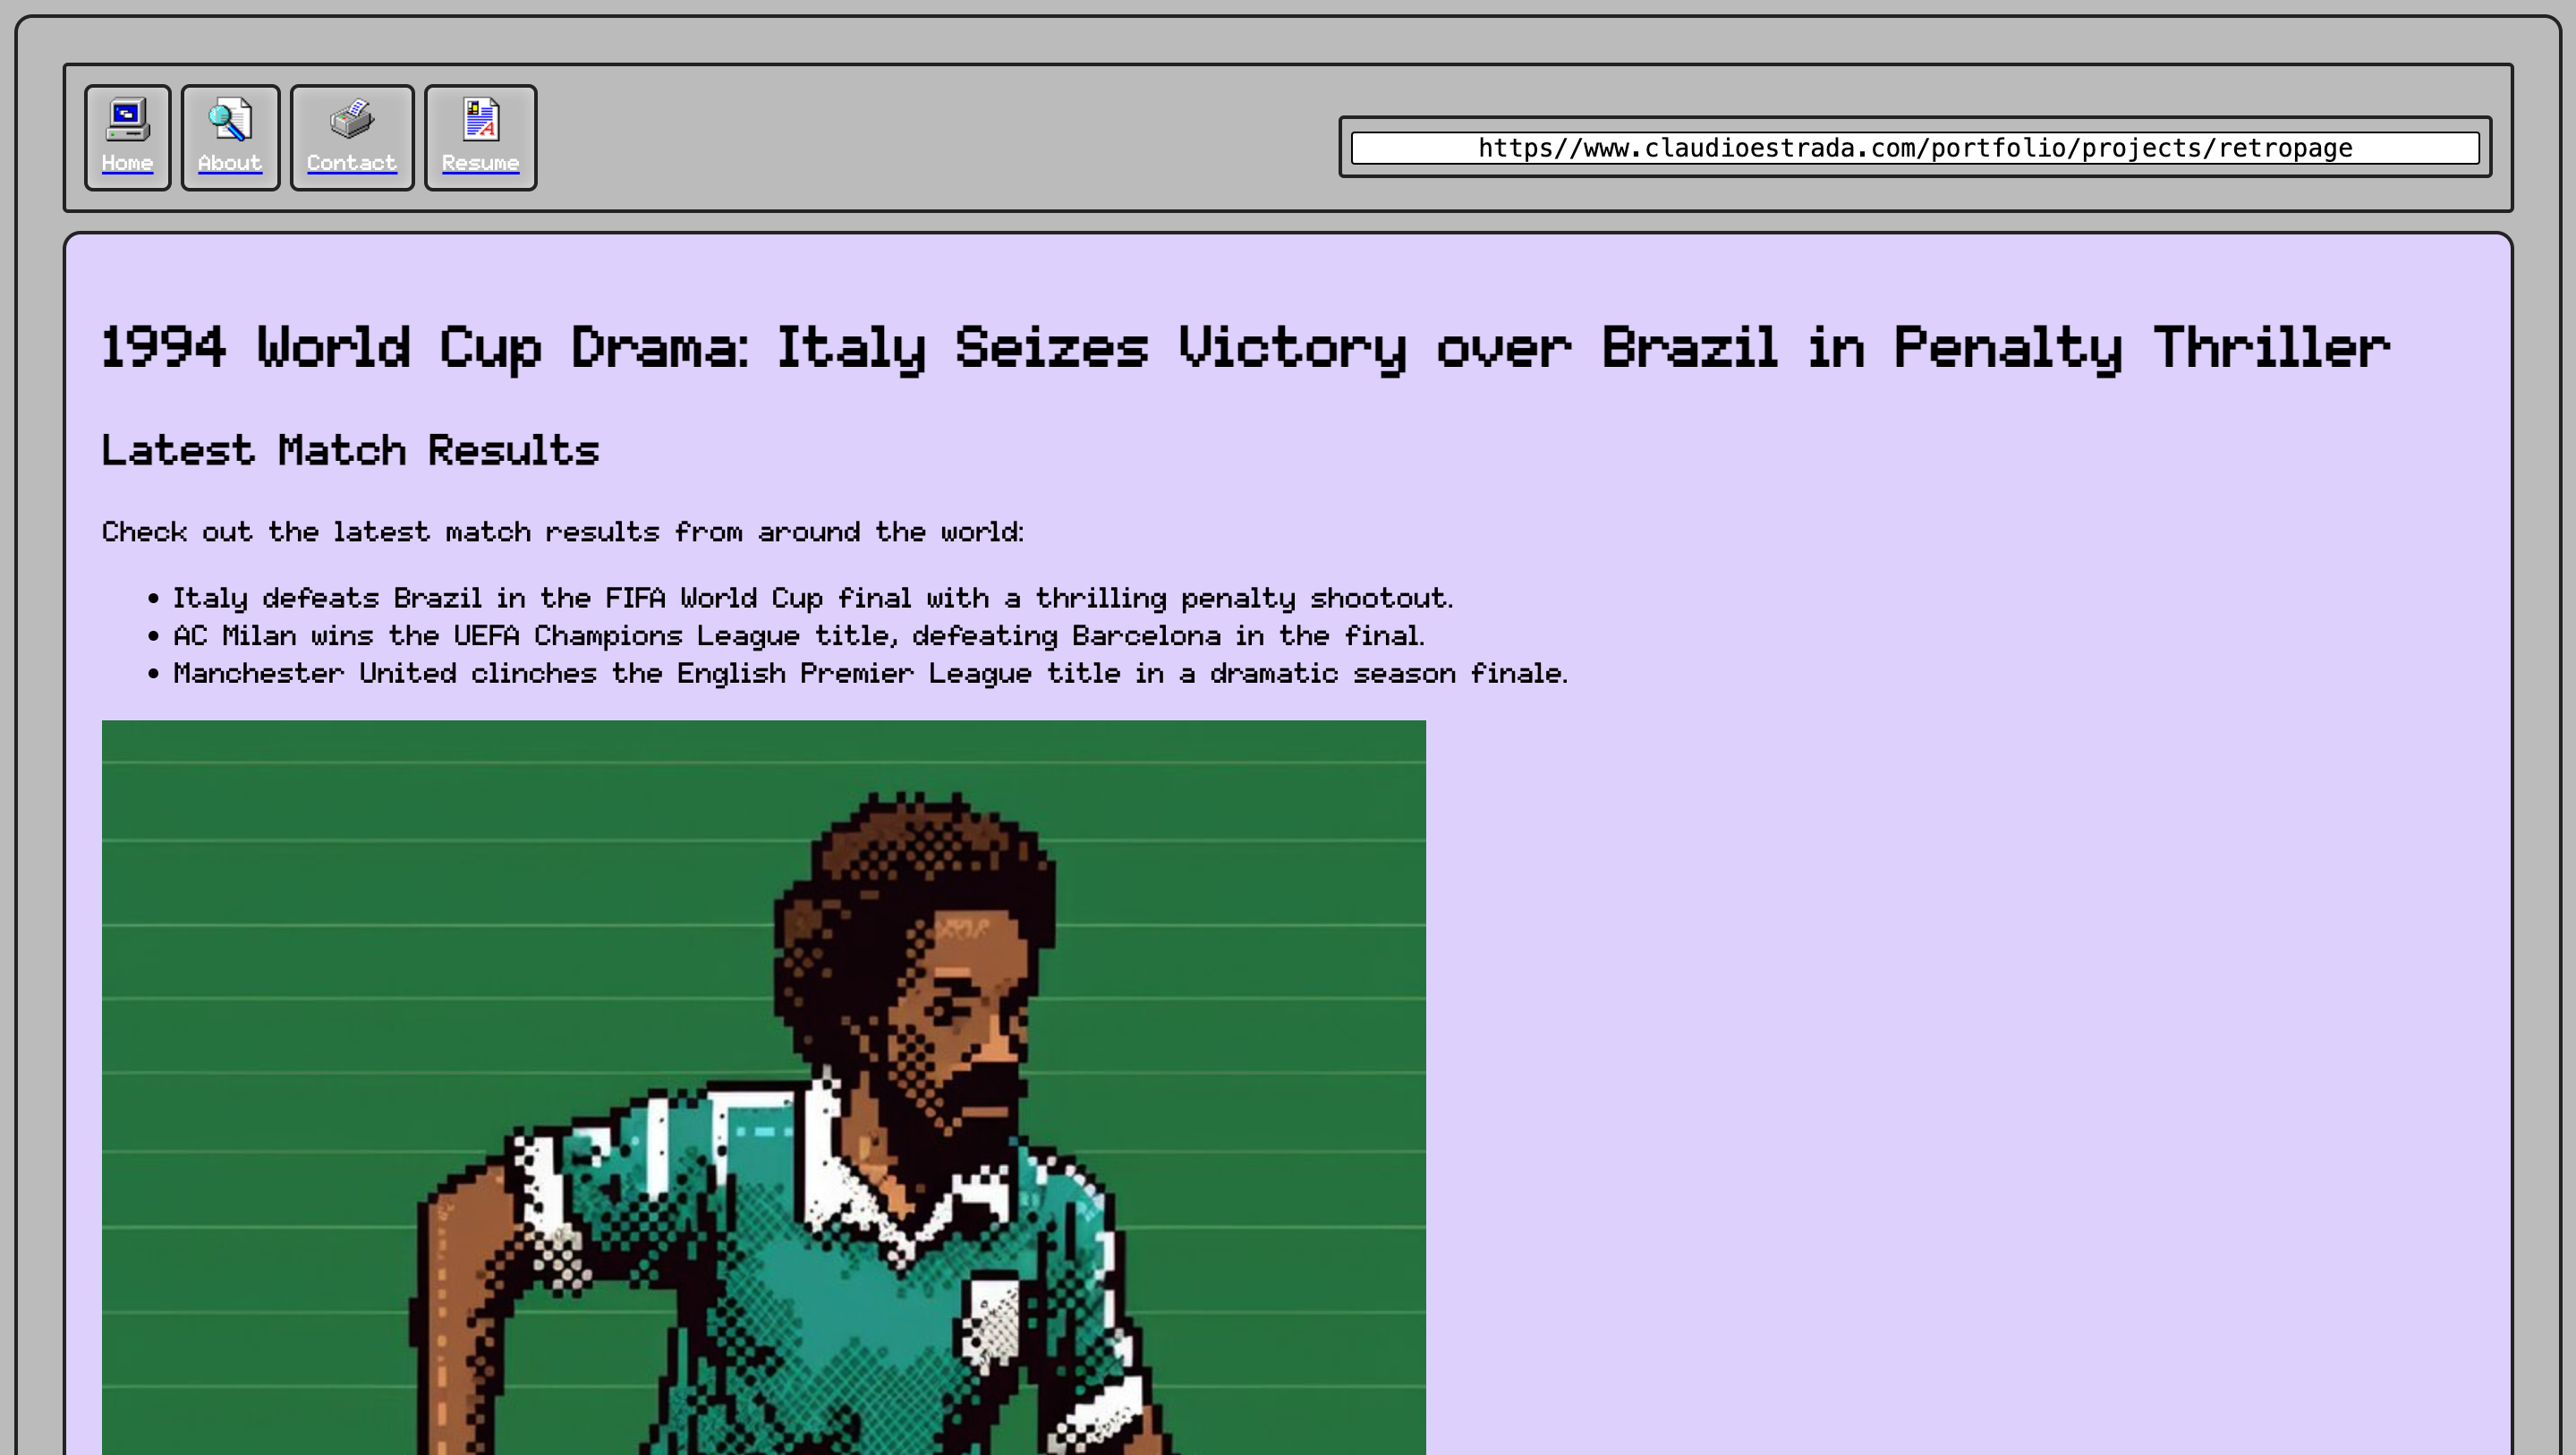 Home About Contact Resume
https//www.claudioestrada.com/portfolio/projects/retropage
1994 World Cup Drama: Italy Seizes Victory over Brazil in Penalty Thriller
Latest Match Results
Check out the latest match results from around the world:
Italy defeats Brazil in the FIFA World Cup final with a thrilling penalty shootout.
AC Milan wins the UEFA Champions League title, defeating Barcelona in the final.
Manchester United clinches the English Premier League title in a dramatic season finale.